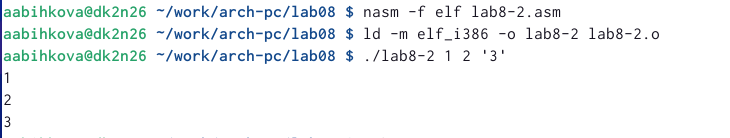 aabihkova@dk2n26 ~/work/arch-pc/lab08 $ nasm -f elf lab8-2.asm
aabihkova@dk2n26 ~/work/arch-pc/lab08 $ ld -m elf_i386 -o lab8-2 lab8-2.o
aabihkova@dk2n26 ~/work/arch-pc/lab08 $ ./lab8-2 1 2 '3'
1
2
3